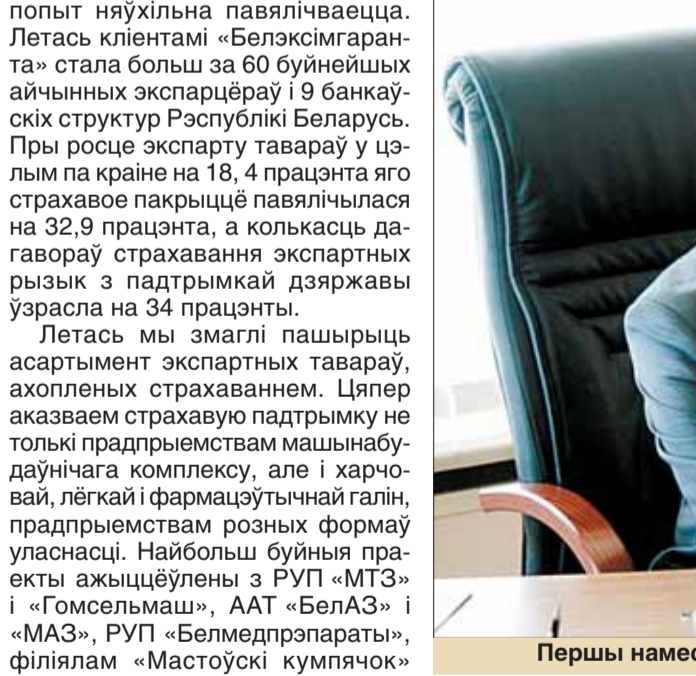 попыт няўхільна павялічваецца.
Летась кліентамі «Белэксімгаран-
та» стала больш за 60 буйнейшых
айчынных экспарцёраў і 9 банкаў-
скіх структур Рэспублікі Беларусь.
Пры росце экспарту тавараў у цэ-
лым па краіне на 18, 4 працэнта яго
страхавое пакрыццё павялічылася
на 32,9 працэнта, а колькасць да-
гавораў страхавання экспартных
рызык з падтрымкай дзяржавы
ўзрасла на 34 працэнты.
Летась мы змаглі пашырыць
асартымент экспартных тавараў,
ахопленых страхаваннем. Цяпер
аказваем страхавую падтрымку не
толькі прадпрыемствам машынабу-
даўнічага комплексу, але і харчо-
вай, лёгкай і фармацэўтычнай галін,
прадпрыемствам розных формаў
уласнасці. Найбольш буйныя пра-
екты ажыццёўлены з РУП «МТЗ»
і «Гомсельмаш», ААТ «БелАЗ» і
«МАЗ», РУП «Белмедпрэпараты»,
філіялам «Мастоўскі кумпячок»
Першы